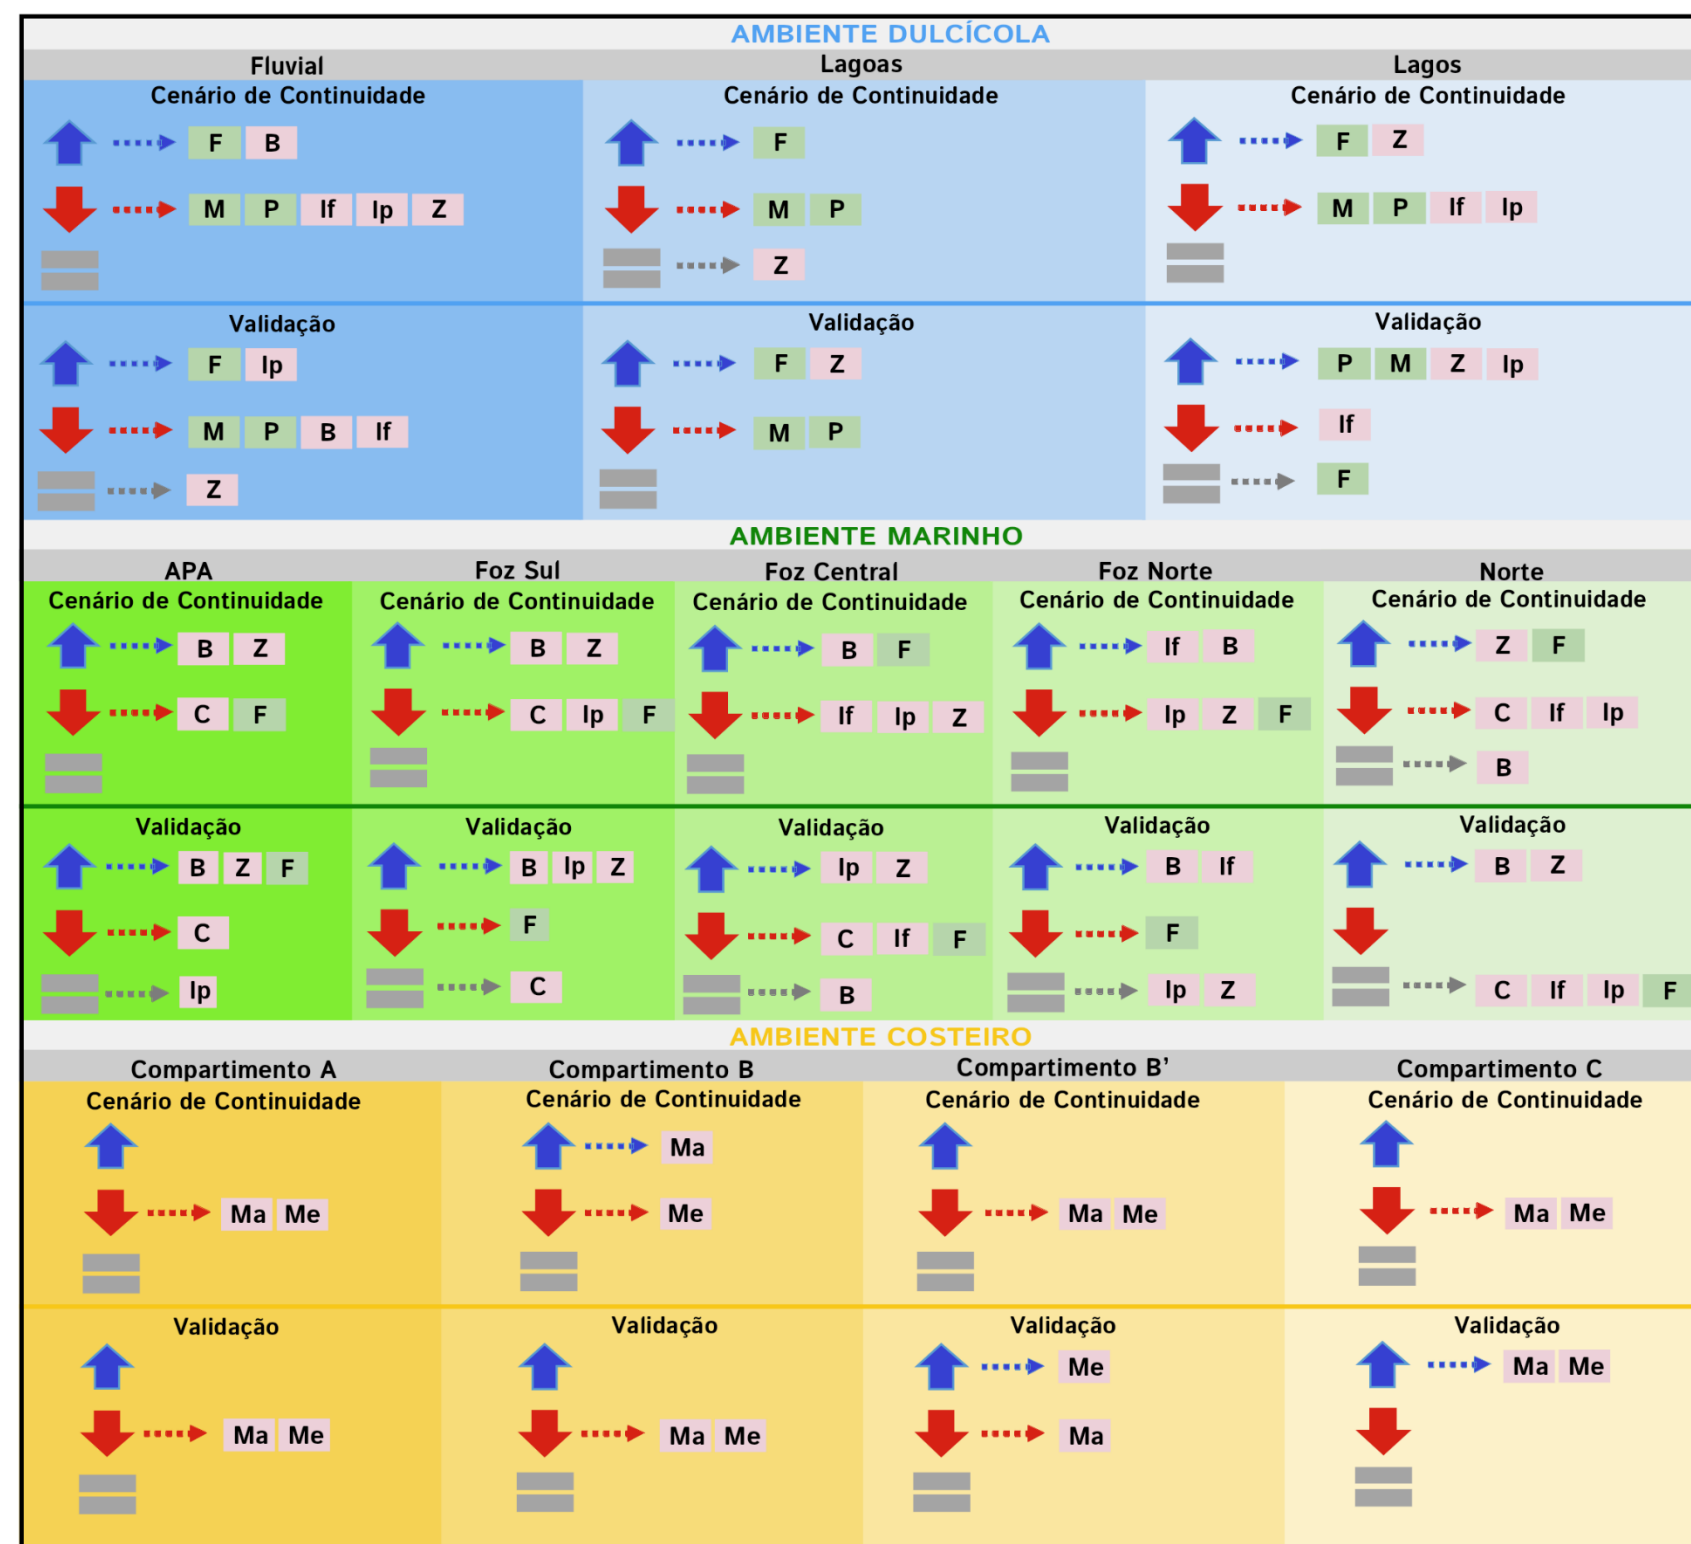 AMBIENTE DULCÍCOLA
Fluvial Lagoas Lagos
Cenário de Continuidade Cenário de Continuidade Cenário de Continuidade
F B F F Z
M P If Ip Z M P M P If Ip
Z
Validação Validação Validação
F Ip F Z P M Z Ip
M P B If M P If
Z F
AMBIENTE MARINHO
APA Foz Sul Foz Central Foz Norte Norte
Cenário de Continuidade Cenário de Continuidade Cenário de Continuidade Cenário de Continuidade Cenário de Continuidade
B Z B Z B F If B Z F
C F C Ip F If Ip Z Ip Z F C If Ip
B
Validação Validação Validação Validação Validação
B Z F B Ip Z Ip Z B If B Z
C F C If F F
Ip C B Ip Z C If Ip F
AMBIENTE COSTEIRO
Compartimento A Compartimento B Compartimento B’ Compartimento C
Cenário de Continuidade Cenário de Continuidade Cenário de Continuidade Cenário de Continuidade
Ma
Ma Me Me Ma Me Ma Me
Validação Validação Validação Validação
Me Ma Me
Ma Me Ma Me Ma